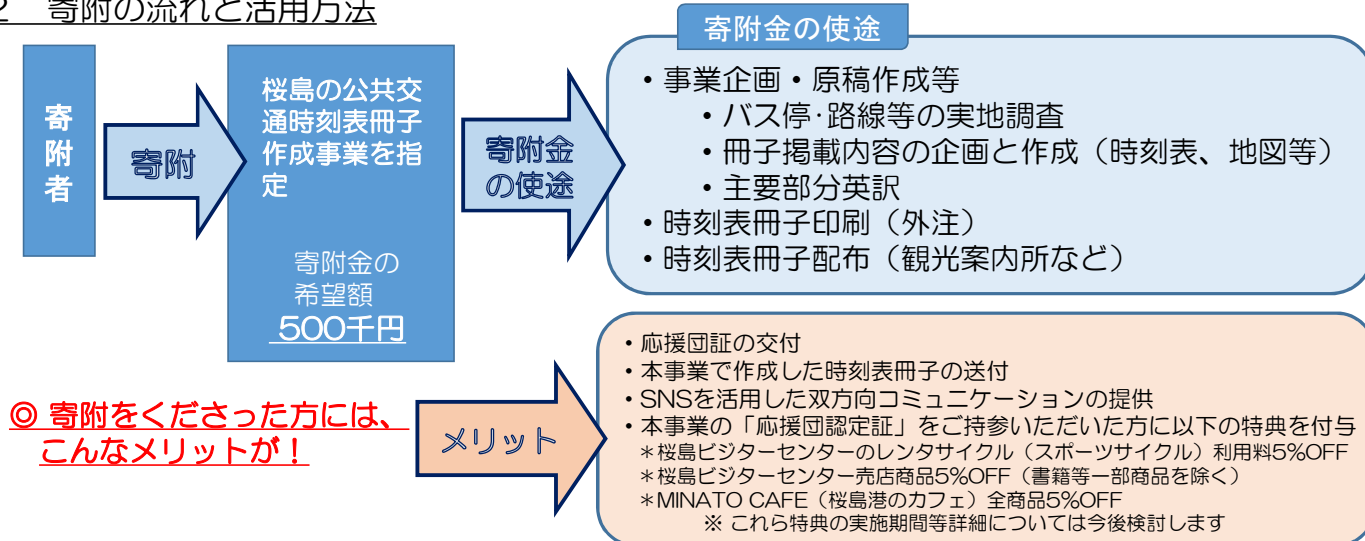 2　寄附の流れと活用方法
寄附者
寄附
桜島の公共交
通時刻表冊子
作成事業を指
定
寄附金の
希望額
500千円
寄附金
の使途
寄附金の使途
・事業企画・原稿作成等
・バス停・路線等の実地調査
・冊子掲載内容の企画と作成（時刻表、地図等）
・主要部分英訳
・時刻表冊子印刷（外注）
・時刻表冊子配布（観光案内所など）
◎ 寄附をくださった方には、
こんなメリットが！
メリット
・応援団証の交付
・本事業で作成した時刻表冊子の送付
・SNSを活用した双方向コミュニケーションの提供
・本事業の「応援団認定証」をご持参いただいた方に以下の特典を付与
＊桜島ビジターセンターのレンタサイクル（スポーツサイクル）利用料5%OFF
＊桜島ビジターセンター売店商品5%OFF（書籍等一部商品を除く）
＊MINATO CAFE（桜島港のカフェ）全商品5%OFF
※ これら特典の実施期間等詳細については今後検討します